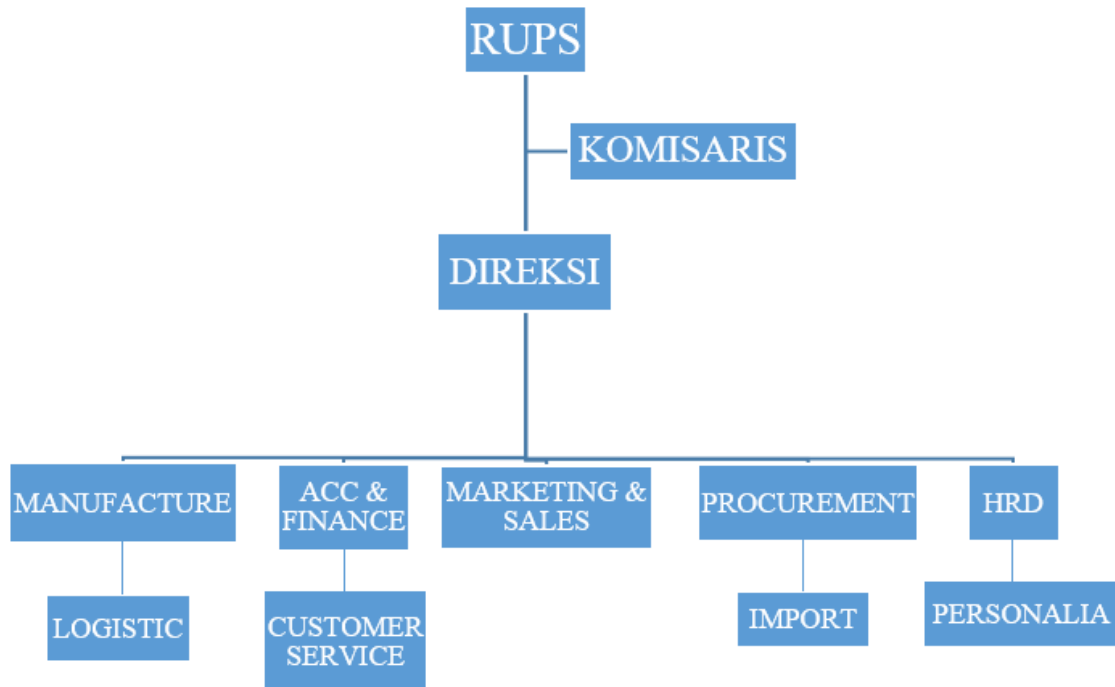 RUPS
KOMISARIS
DIREKSI
MANUFACTURE
ACC &
FINANCE
MARKETING &
SALES
PROCUREMENT
HRD
LOGISTIC
CUSTOMER
SERVICE
IMPORT
PERSONALIA